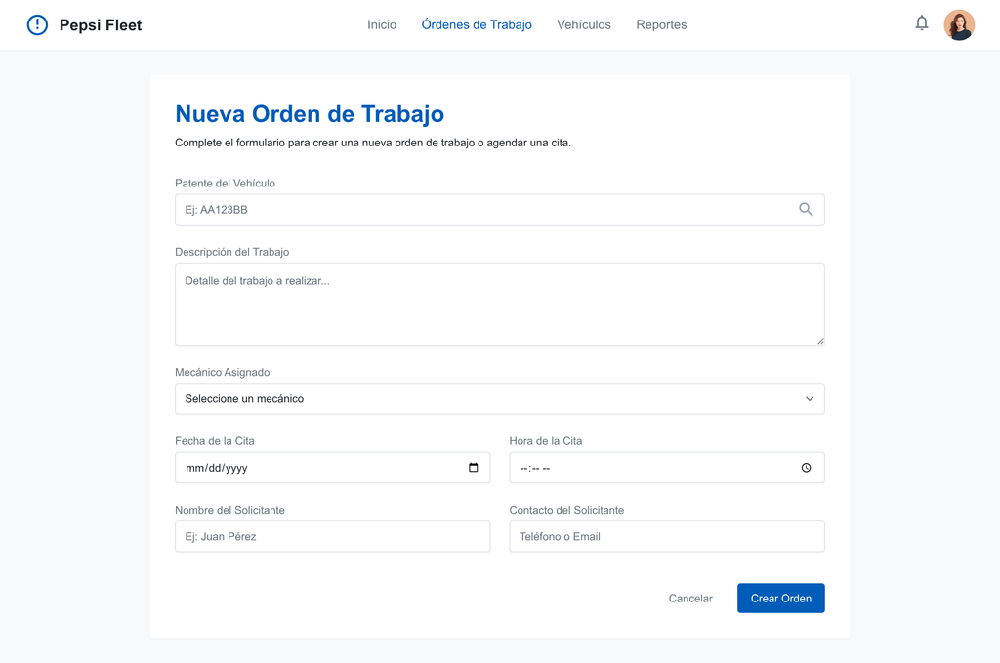 Pepsi Fleet
Inicio
Órdenes de Trabajo
Vehículos
Reportes
Nueva Orden de Trabajo
Complete el formulario para crear una nueva orden de trabajo o agendar una cita.
Patente del Vehículo
Ej: AA123BB
Descripción del Trabajo
Detalle del trabajo a realizar...
Mecánico Asignado
Seleccione un mecánico
Fecha de la Cita
Hora de la Cita
mm/dd/yyyy
--:-- --
Nombre del Solicitante
Contacto del Solicitante
Ej: Juan Pérez
Teléfono o Email
Cancelar
Crear Orden